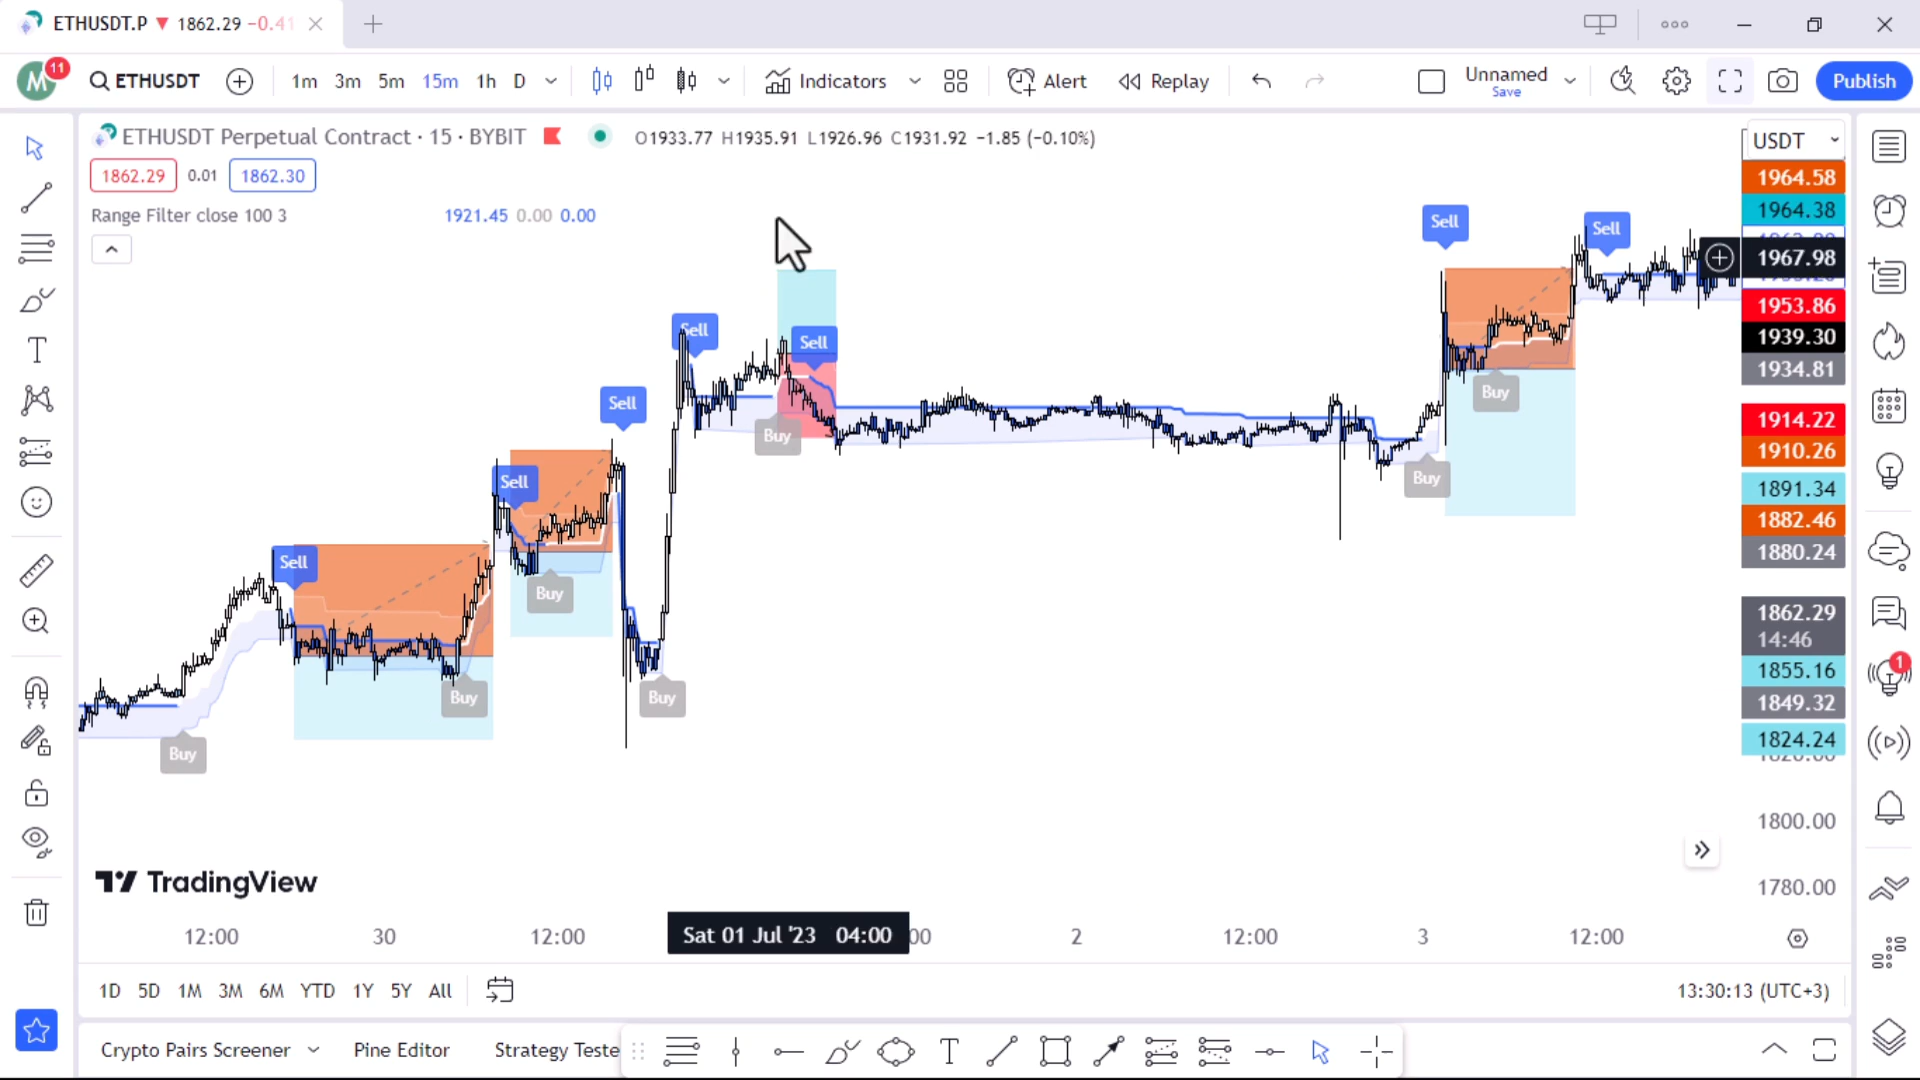 ETHUSDT.P ▼ 1862.29 −0.41
M 11 ETHUSDT 1m 3m 5m 15m 1h D Indicators Alert Replay Unnamed Save Publish
ETHUSDT Perpetual Contract · 15 · BYBIT O1933.77 H1935.91 L1926.96 C1931.92 −1.85 (−0.10%)
USDT
1862.29 0.01 1862.30
Range Filter close 100 3 1921.45 0.00 0.00
1964.58
1964.38
1967.98
1953.86
1939.30
1934.81
1914.22
1910.26
1891.34
1882.46
1880.24
1862.29
14:46
1855.16
1849.32
1824.24
1800.00
1780.00
Sell
Sell
Sell
Sell
Sell
Sell
Sell
Buy
Buy
Buy
Buy
Buy
Buy
Buy
1
TradingView
12:00 30 12:00 Sat 01 Jul '23 04:00 00 2 12:00 3 12:00
1D 5D 1M 3M 6M YTD 1Y 5Y All 13:30:13 (UTC+3)
Crypto Pairs Screener Pine Editor Strategy Teste